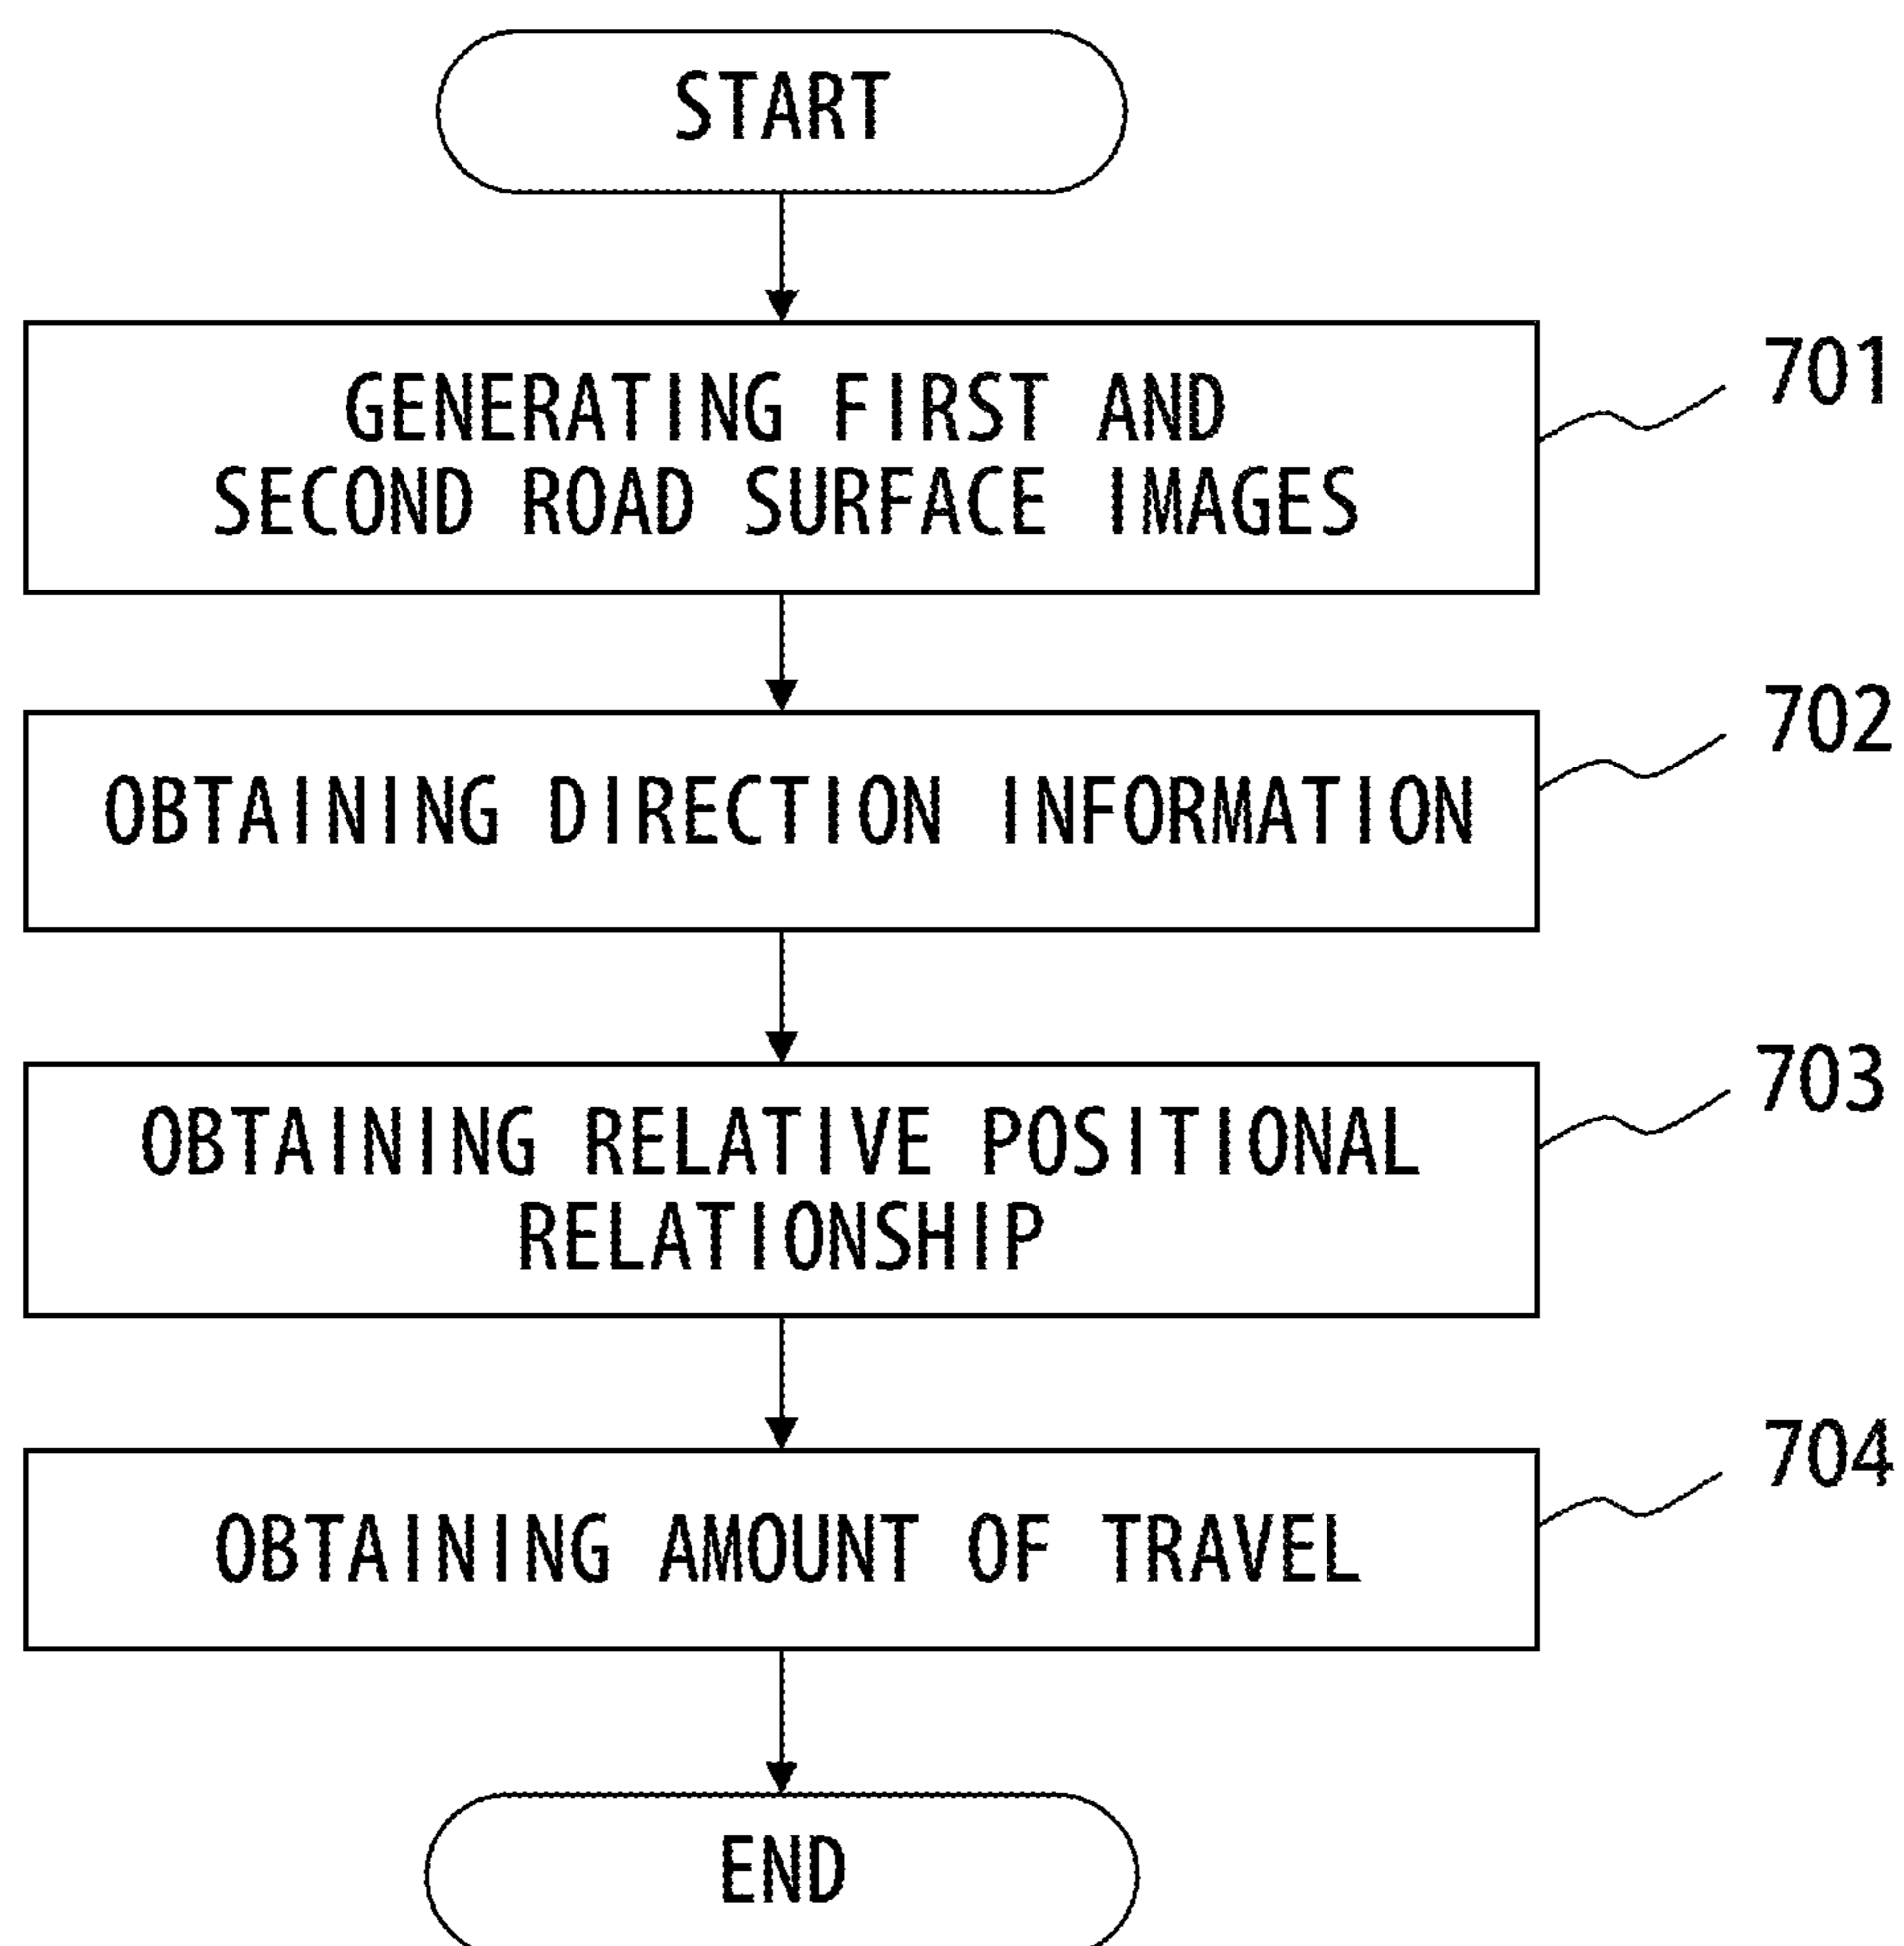 START
GENERATING FIRST AND
SECOND ROAD SURFACE IMAGES
701
OBTAINING DIRECTION INFORMATION
702
OBTAINING RELATIVE POSITIONAL
RELATIONSHIP
703
OBTAINING AMOUNT OF TRAVEL
704
END